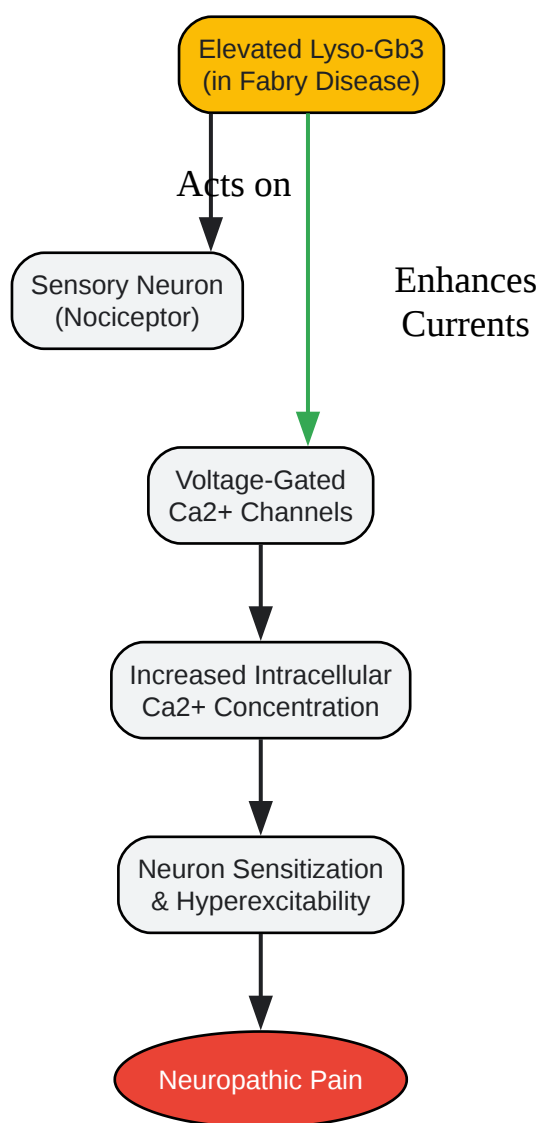 Elevated Lyso-Gb3
(in Fabry Disease)
Acts on
Sensory Neuron
(Nociceptor)
Enhances
Currents
Voltage-Gated
Ca2+ Channels
Increased Intracellular
Ca2+ Concentration
Neuron Sensitization
& Hyperexcitability
Neuropathic Pain